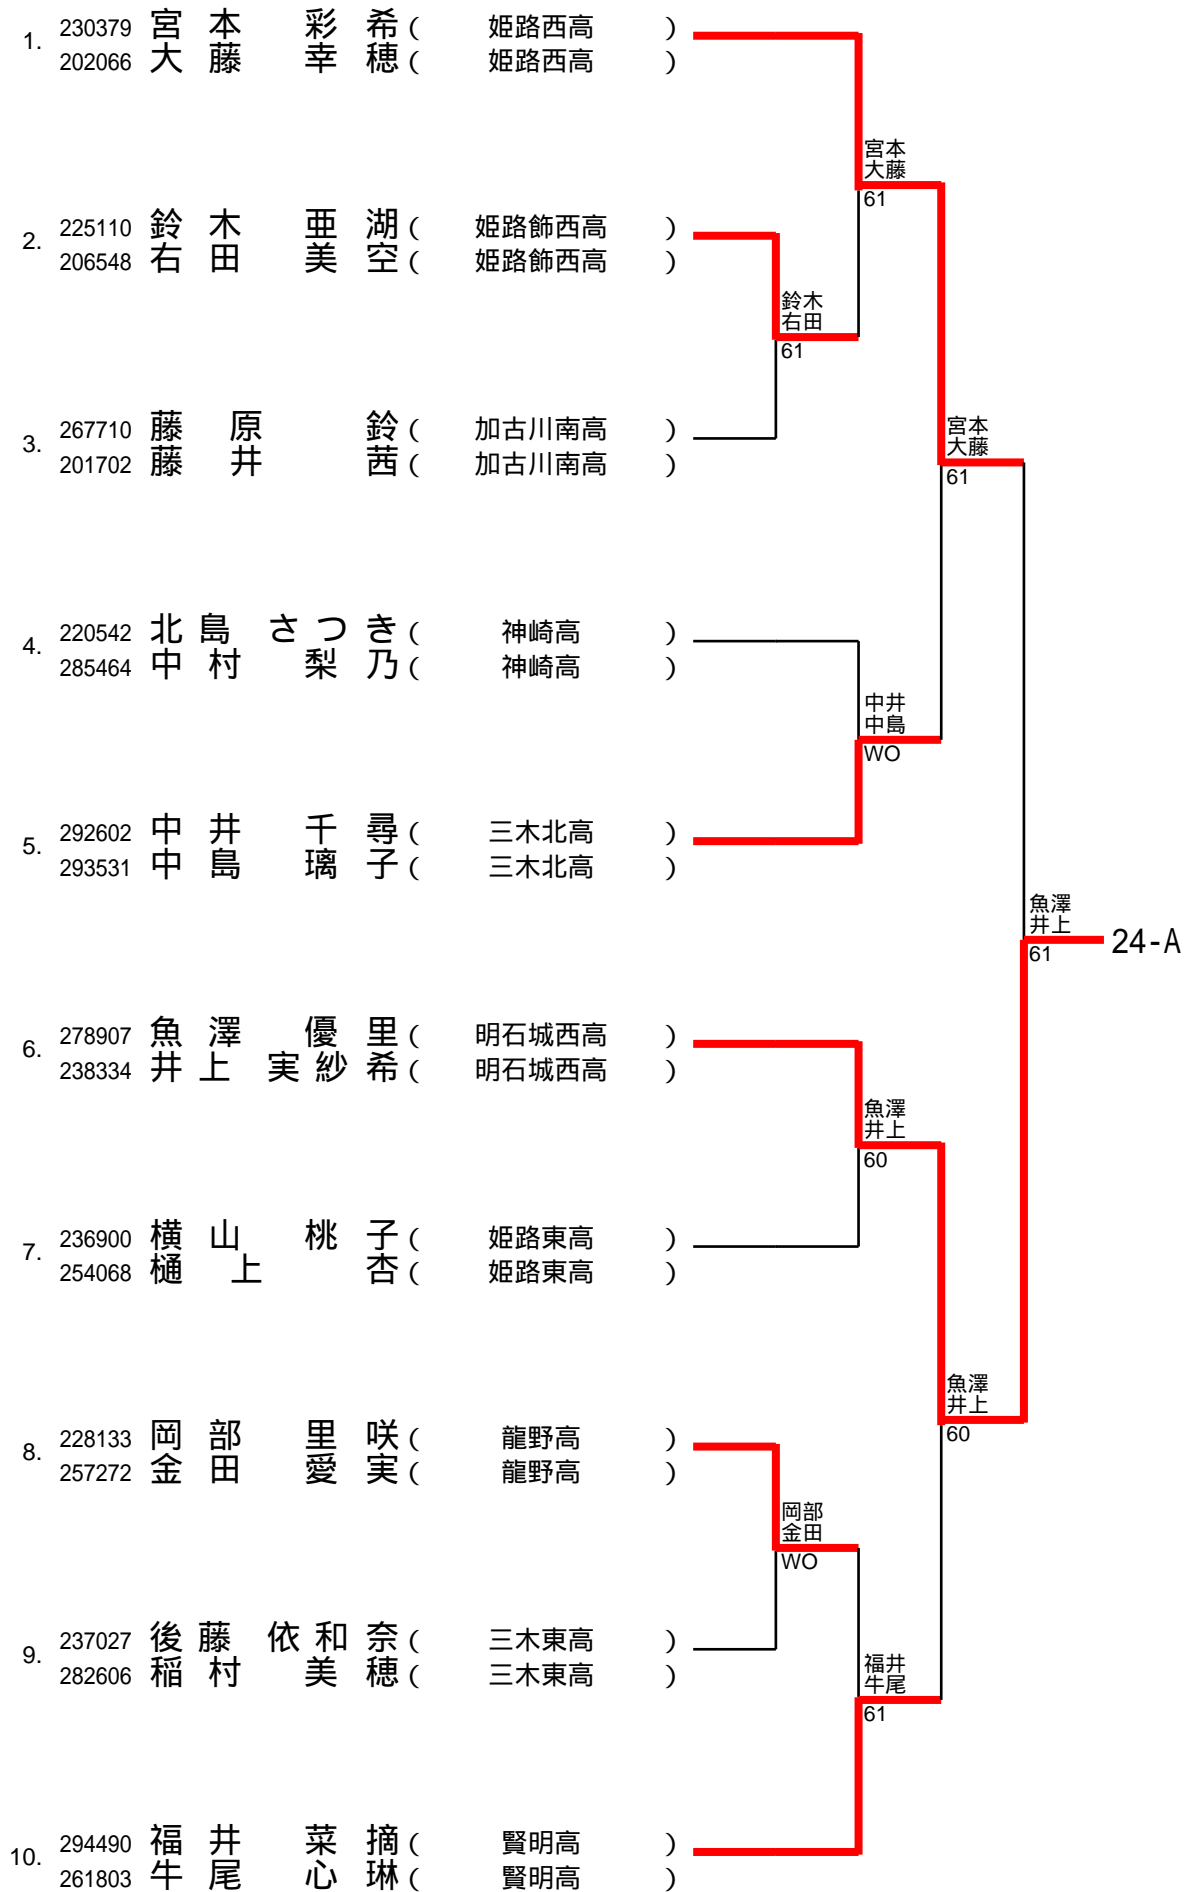 1. 230379 宮本 彩希 ( 姫路西高 )
202066 大藤 幸穂 ( 姫路西高 )
宮本
大藤
61
2. 225110 鈴木 亜湖 ( 姫路飾西高 )
206548 右田 美空 ( 姫路飾西高 )
鈴木
右田
61
3. 267710 藤原 鈴 ( 加古川南高 )
201702 藤井 茜 ( 加古川南高 )
宮本
大藤
61
4. 220542 北島 さつき ( 神崎高 )
285464 中村 梨乃 ( 神崎高 )
中井
中島
WO
5. 292602 中井 千尋 ( 三木北高 )
293531 中島 璃子 ( 三木北高 )
魚澤
井上
61
24-A
6. 278907 魚澤 優里 ( 明石城西高 )
238334 井上 実紗希 ( 明石城西高 )
魚澤
井上
60
7. 236900 横山 桃子 ( 姫路東高 )
254068 樋上 杏 ( 姫路東高 )
魚澤
井上
60
8. 228133 岡部 里咲 ( 龍野高 )
257272 金田 愛実 ( 龍野高 )
岡部
金田
WO
9. 237027 後藤 依和奈 ( 三木東高 )
282606 稲村 美穂 ( 三木東高 )
福井
牛尾
61
10. 294490 福井 菜摘 ( 賢明高 )
261803 牛尾 心琳 ( 賢明高 )